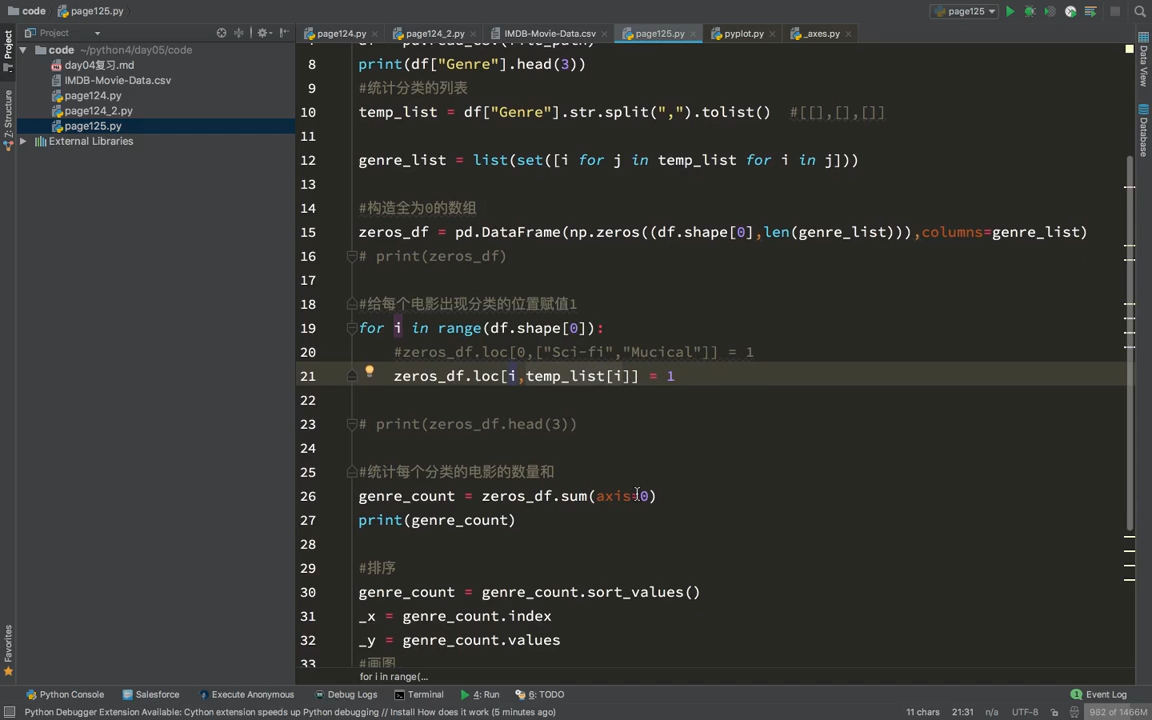 code
page125.py
page125
Project
page124.py
page124_2.py
IMDB-Movie-Data.csv
page125.py
pyplot.py
_axes.py
code ~/python4/day05/code
day04复习.md
IMDB-Movie-Data.csv
page124.py
page124_2.py
page125.py
External Libraries
Project
Z: Structure
Favorites
Data View
Database
8 print(df["Genre"].head(3))
9 #统计分类的列表
10 temp_list = df["Genre"].str.split(",").tolist() #[[],[],[]]
11
12 genre_list = list(set([i for j in temp_list for i in j]))
13
14 #构造全为0的数组
15 zeros_df = pd.DataFrame(np.zeros((df.shape[0],len(genre_list))),columns=genre_list)
16 # print(zeros_df)
17
18 #给每个电影出现分类的位置赋值1
19 for i in range(df.shape[0]):
20 #zeros_df.loc[0,["Sci-fi","Mucical"]] = 1
21 zeros_df.loc[i,temp_list[i]] = 1
22
23 # print(zeros_df.head(3))
24
25 #统计每个分类的电影的数量和
26 genre_count = zeros_df.sum(axis=0)
27 print(genre_count)
28
29 #排序
30 genre_count = genre_count.sort_values()
31 _x = genre_count.index
32 _y = genre_count.values
33 #画图
for i in range(...
Python Console
Salesforce
Execute Anonymous
Debug Logs
Terminal
4: Run
6: TODO
1 Event Log
Python Debugger Extension Available: Cython extension speeds up Python debugging // Install How does it work (5 minutes ago)
11 chars
21:31
n/a
UTF-8
982 of 1466M